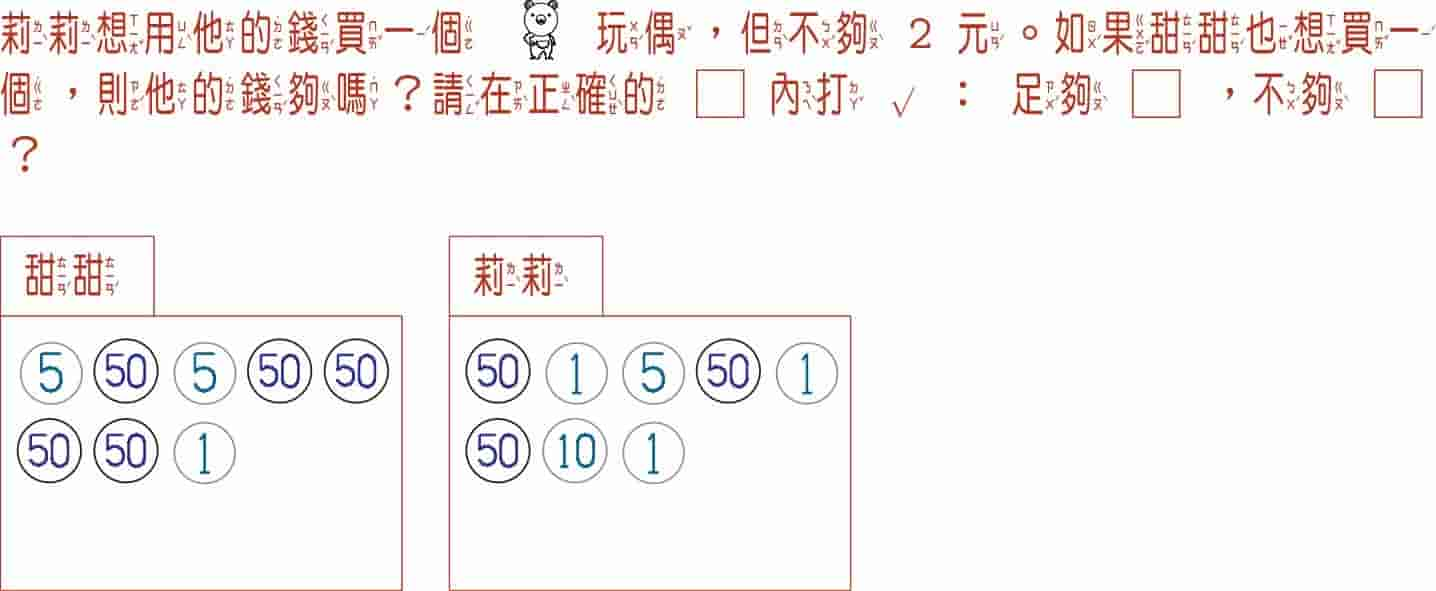 莉莉想用他的錢買一個 玩偶，但不夠 2 元。如果甜甜也想買一
個，則他的錢夠嗎？請在正確的 □ 內打 √ ： 足夠 □ ，不夠 □
？
甜甜 莉莉
5 50 5 50 50 50 1 5 50 1
50 50 1 50 10 1